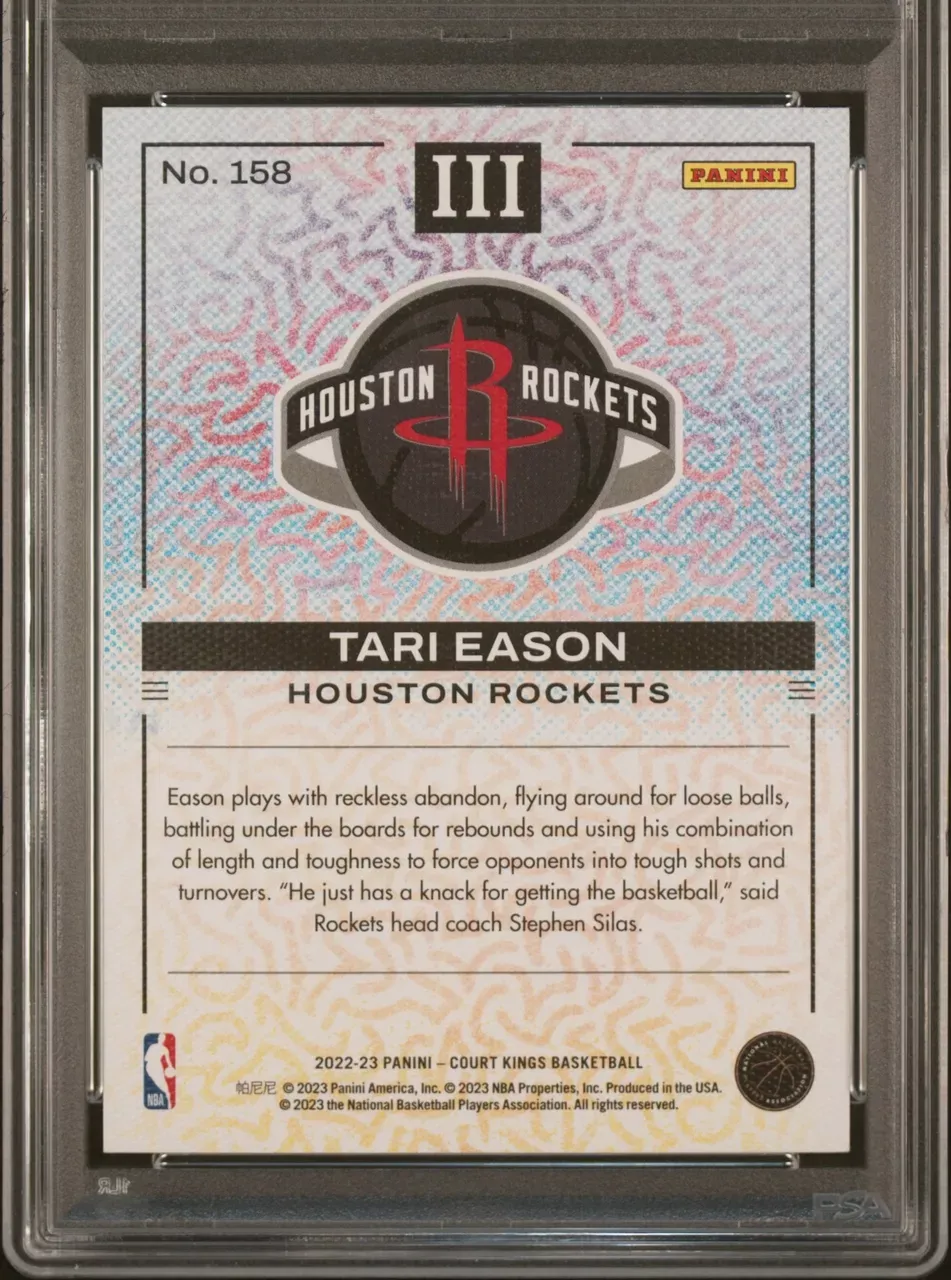 No. 158
III
PANINI
HOUSTON ROCKETS
TARI EASON
HOUSTON ROCKETS
Eason plays with reckless abandon, flying around for loose balls,
battling under the boards for rebounds and using his combination
of length and toughness to force opponents into tough shots and
turnovers. “He just has a knack for getting the basketball,” said
Rockets head coach Stephen Silas.
NBA
2022-23 PANINI – COURT KINGS BASKETBALL
帕尼尼 © 2023 Panini America, Inc. © 2023 NBA Properties, Inc. Produced in the USA.
© 2023 the National Basketball Players Association. All rights reserved.
PSA